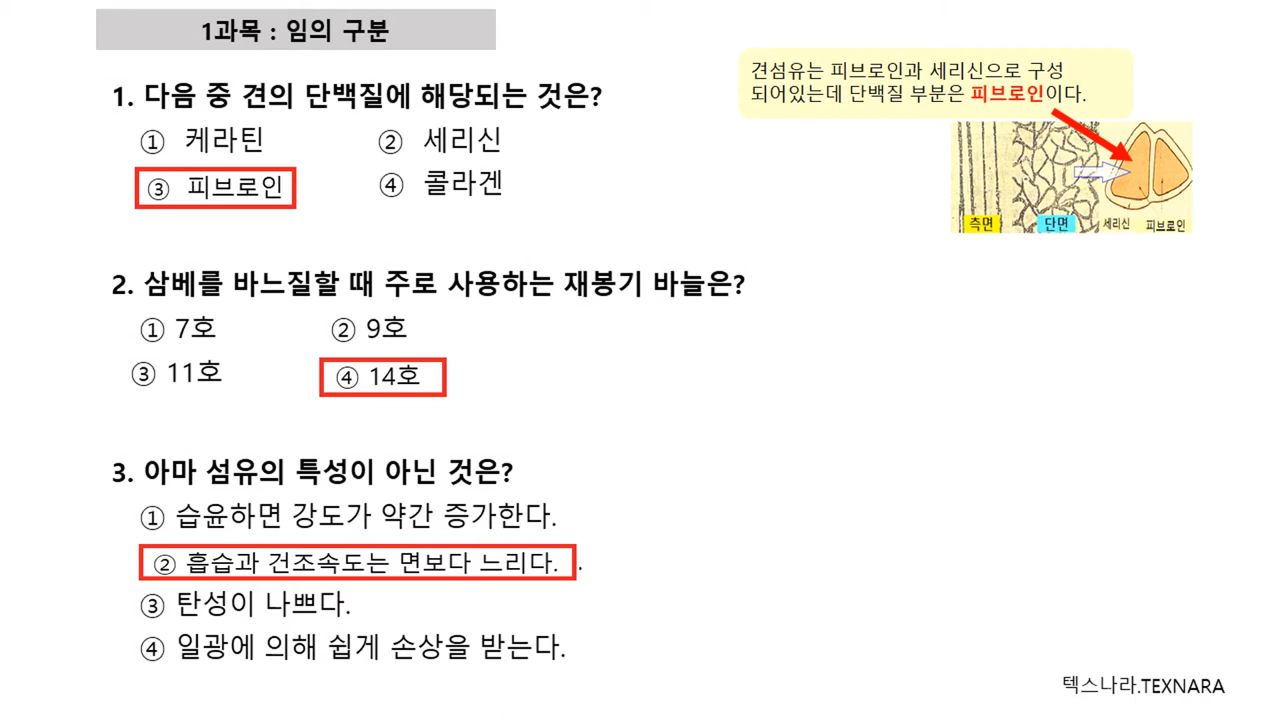 1과목 : 임의 구분
1. 다음 중 견의 단백질에 해당되는 것은?
① 케라틴 ② 세리신
③ 피브로인 ④ 콜라겐
견섬유는 피브로인과 세리신으로 구성
되어있는데 단백질 부분은 피브로인이다.
측면 단면 세리신 피브로인
2. 삼베를 바느질할 때 주로 사용하는 재봉기 바늘은?
① 7호 ② 9호
③ 11호 ④ 14호
3. 아마 섬유의 특성이 아닌 것은?
① 습윤하면 강도가 약간 증가한다.
② 흡습과 건조속도는 면보다 느리다. .
③ 탄성이 나쁘다.
④ 일광에 의해 쉽게 손상을 받는다.
텍스나라.TEXNARA